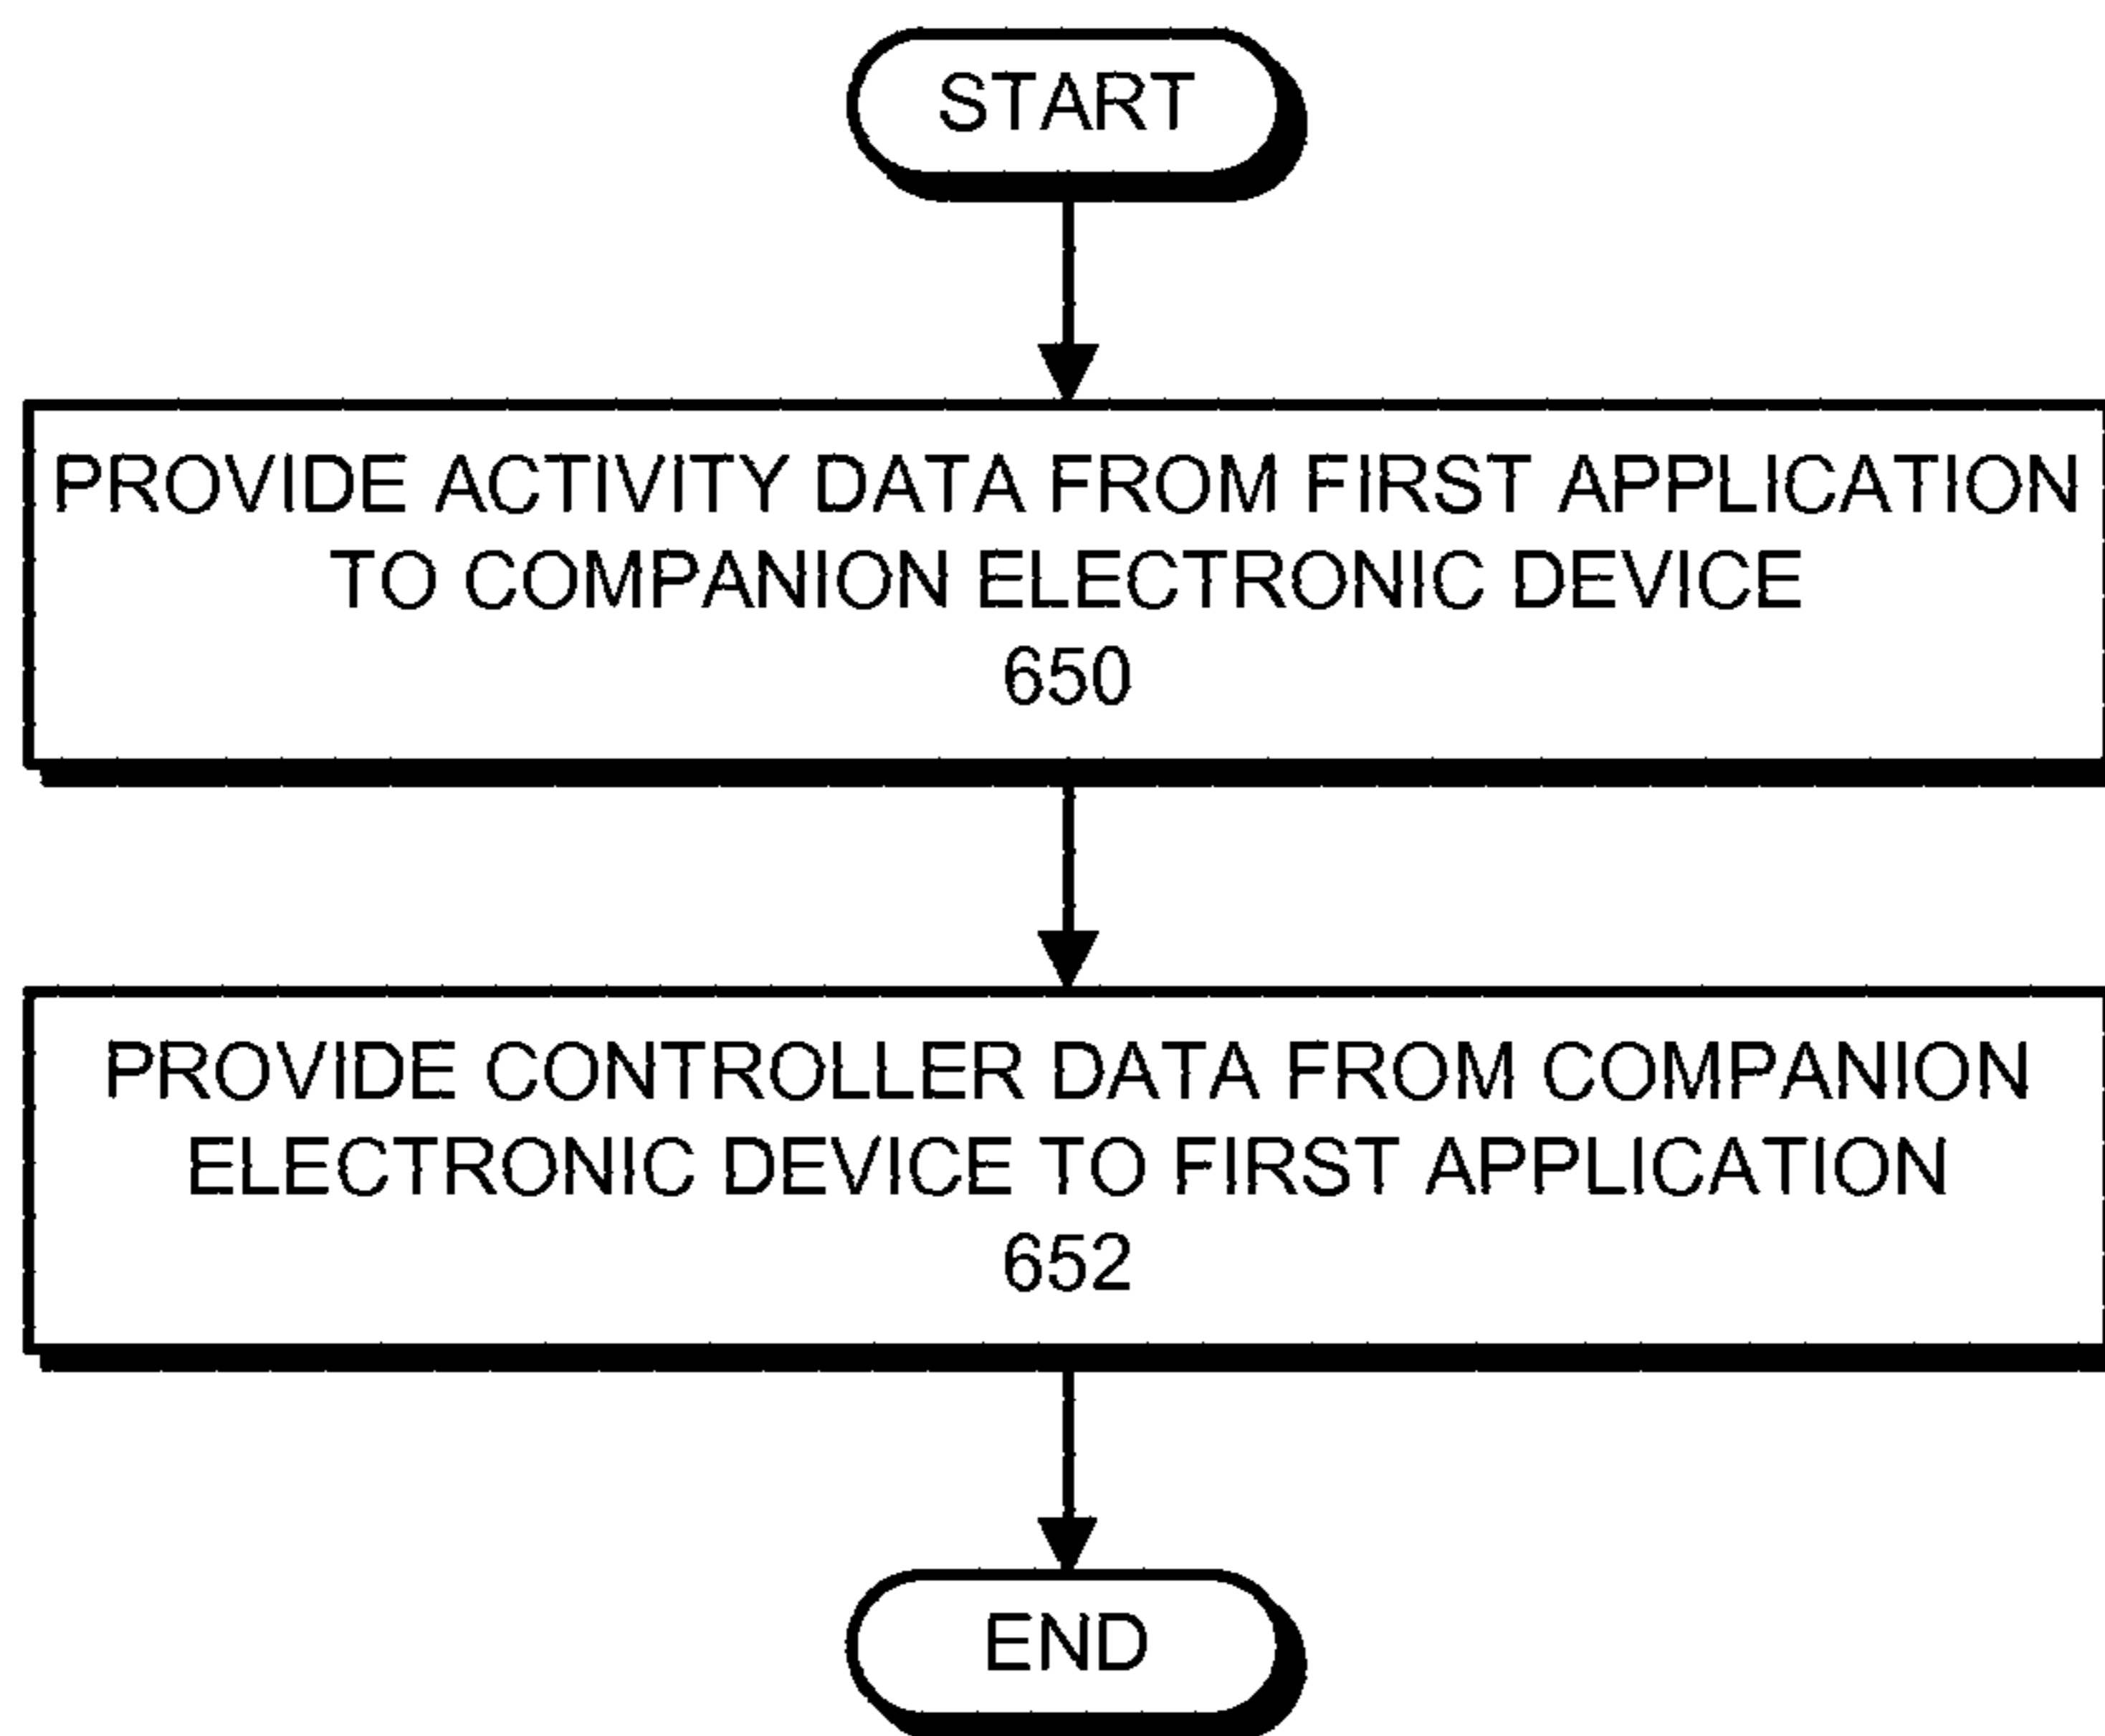 START
PROVIDE ACTIVITY DATA FROM FIRST APPLICATION
TO COMPANION ELECTRONIC DEVICE
650
PROVIDE CONTROLLER DATA FROM COMPANION
ELECTRONIC DEVICE TO FIRST APPLICATION
652
END